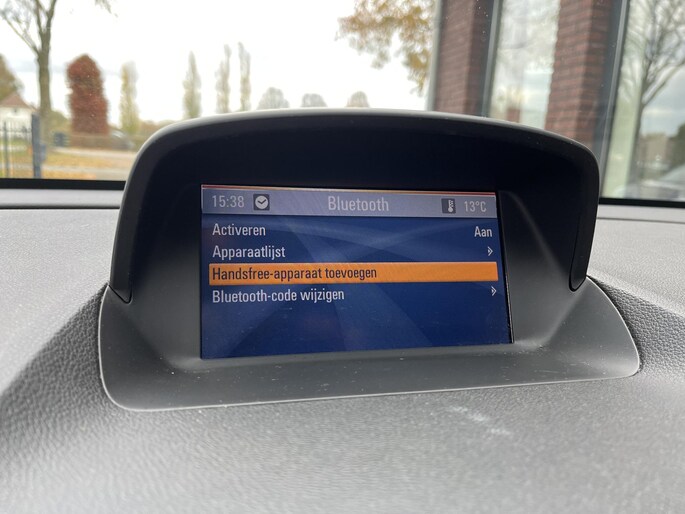 15:38 Bluetooth 13°C
Activeren Aan
Apparaatlijst
Handsfree-apparaat toevoegen
Bluetooth-code wijzigen